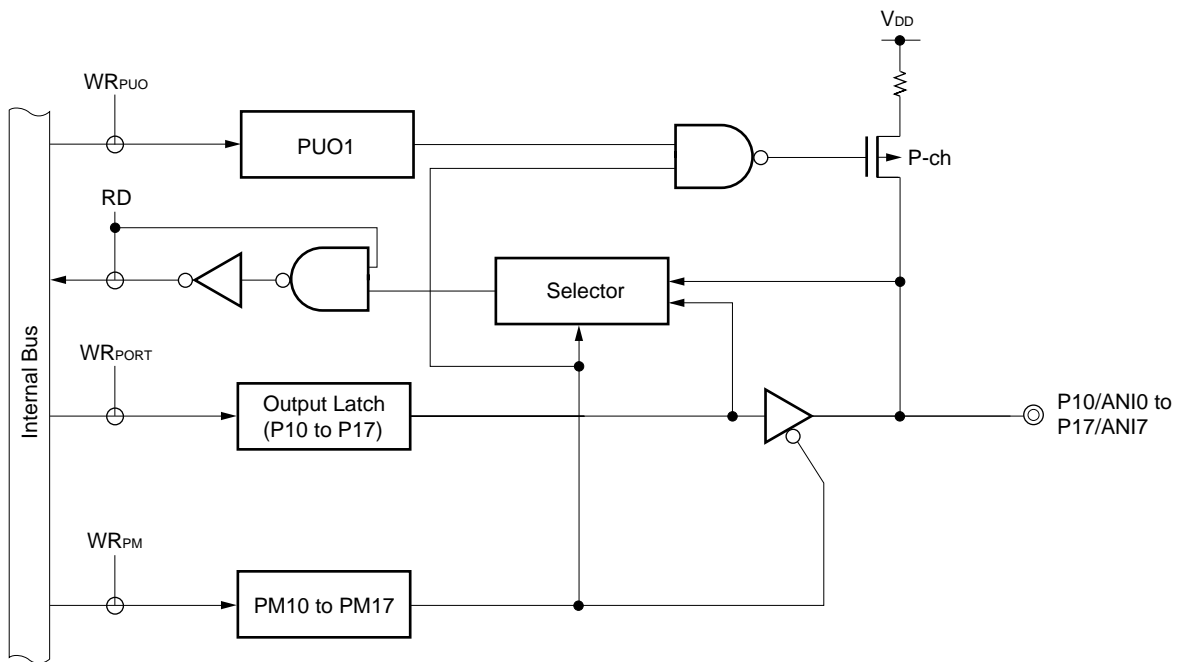 VDD
WRPUO
PUO1
P-ch
RD
Selector
Internal Bus
WRPORT
Output Latch
(P10 to P17)
P10/ANI0 to
P17/ANI7
WRPM
PM10 to PM17